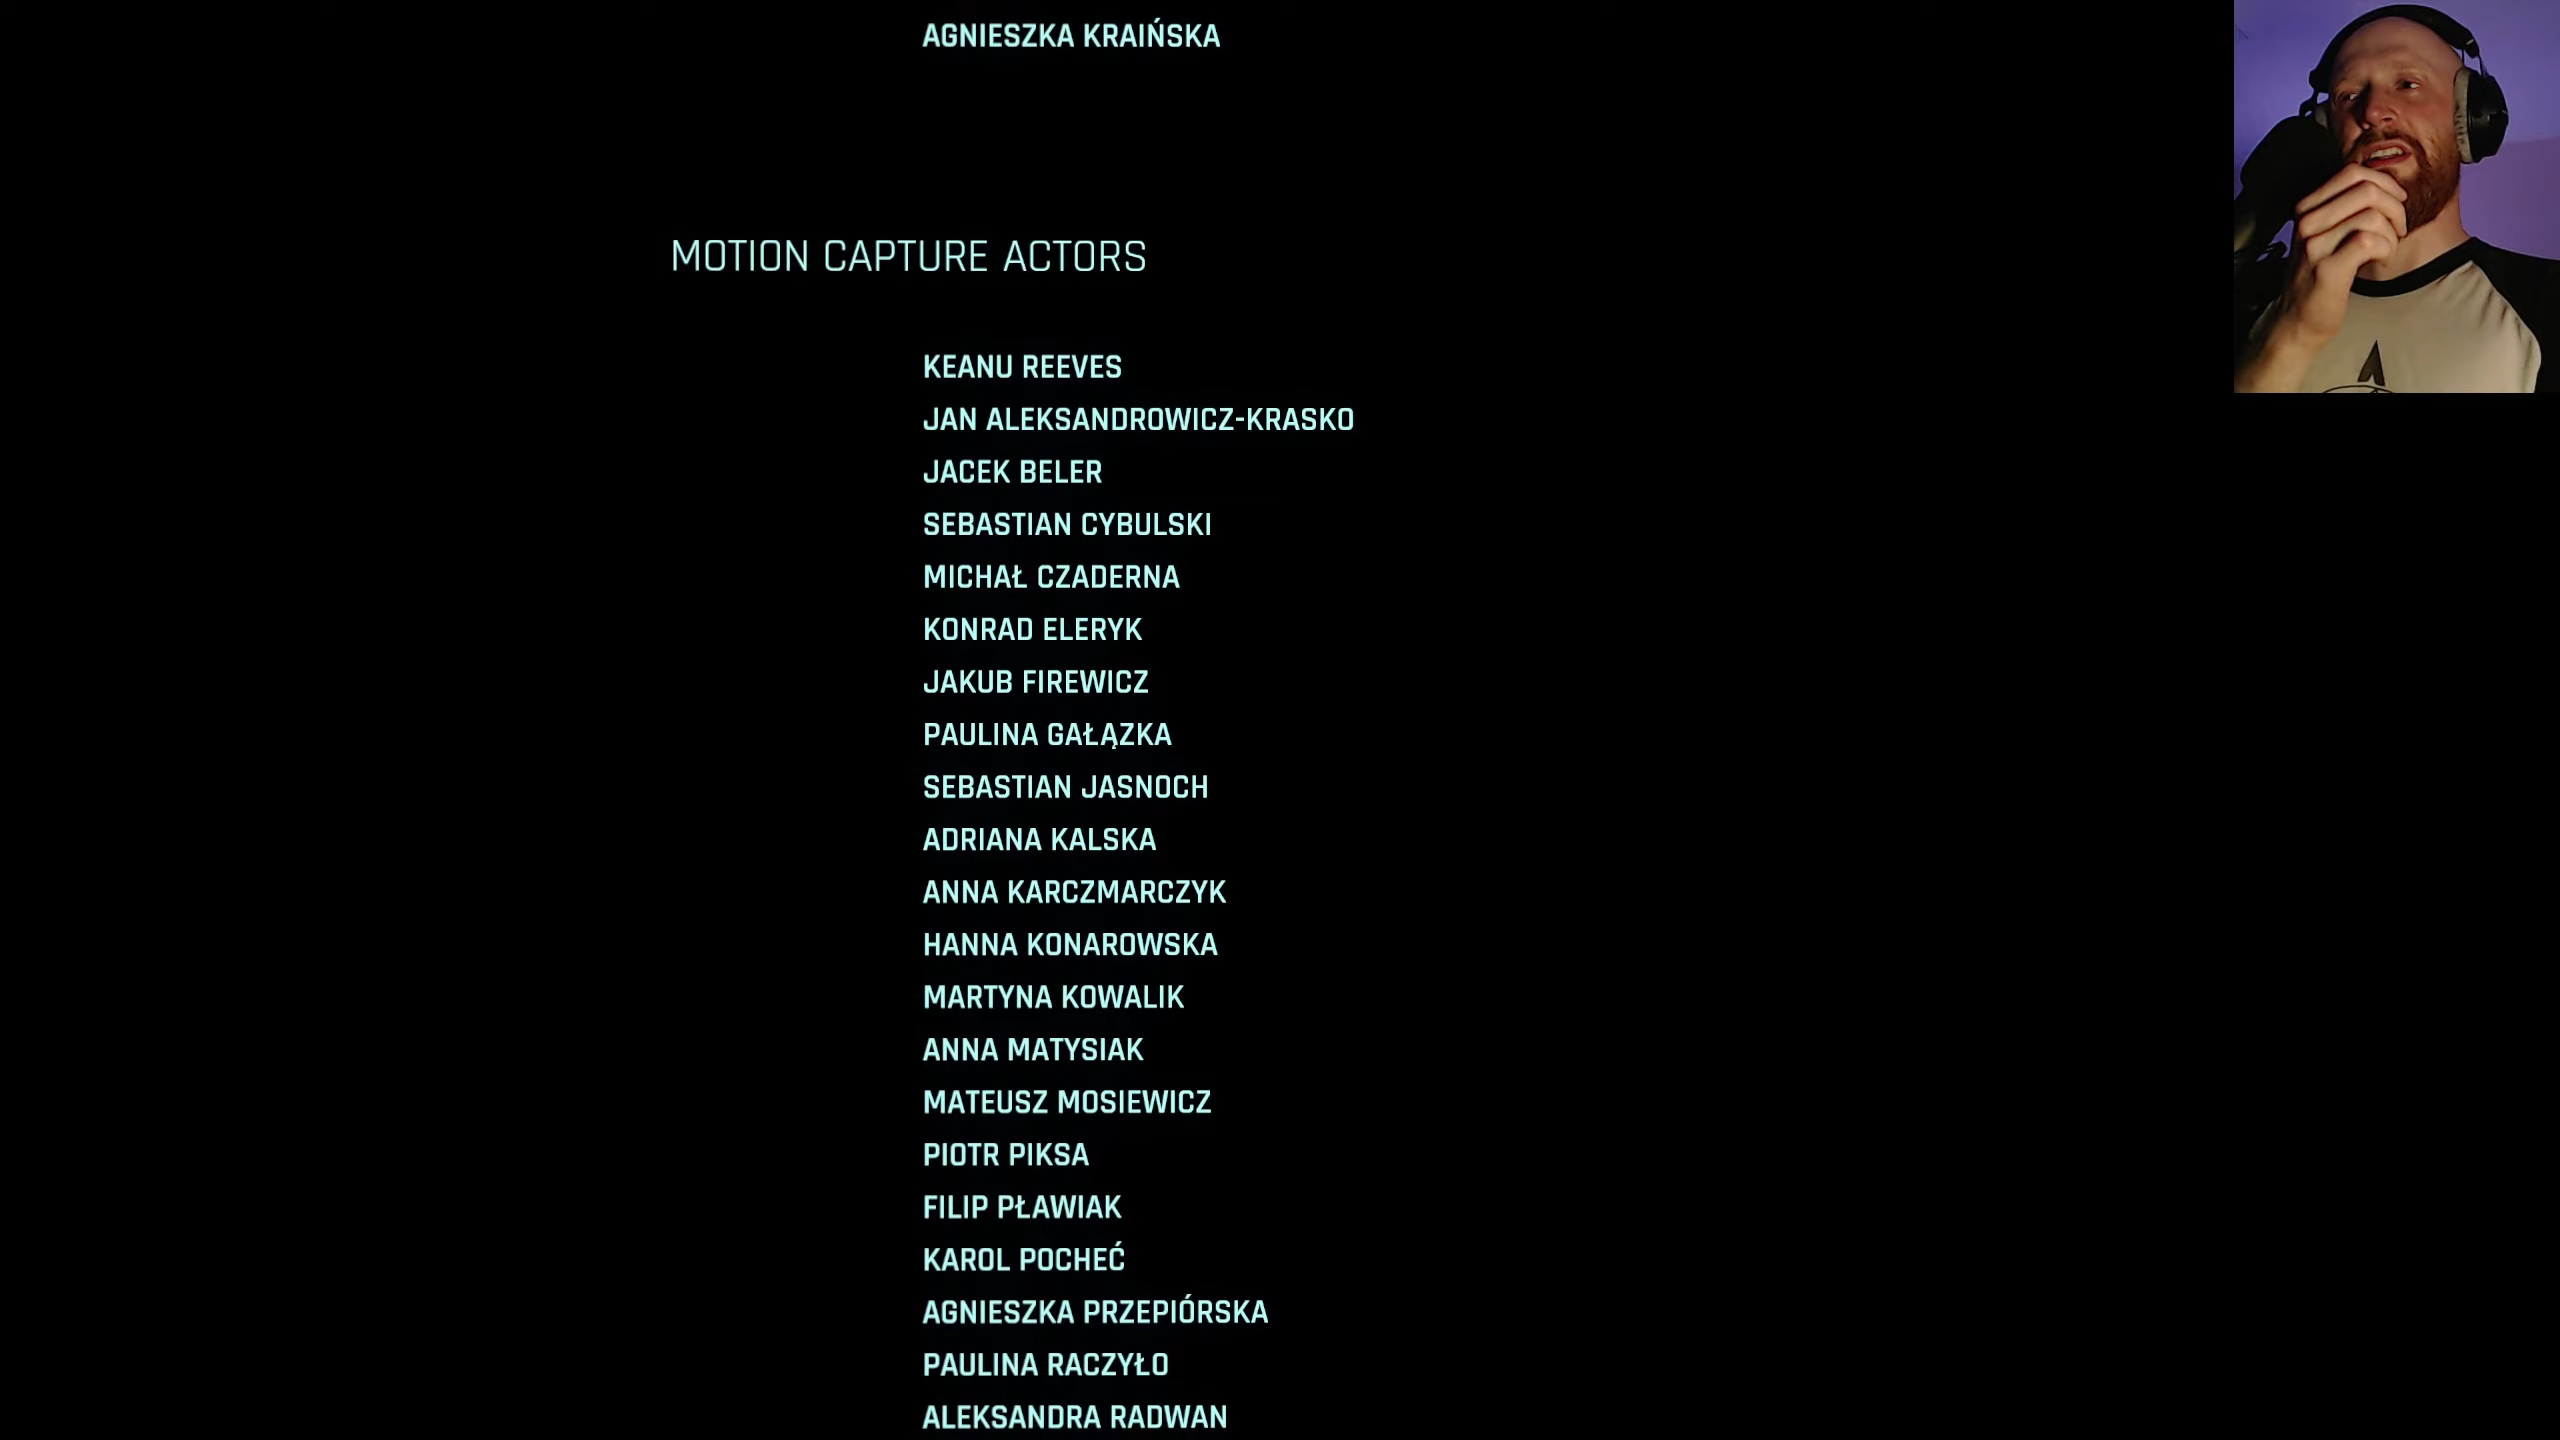 AGNIESZKA KRAIŃSKA
MOTION CAPTURE ACTORS
KEANU REEVES
JAN ALEKSANDROWICZ-KRASKO
JACEK BELER
SEBASTIAN CYBULSKI
MICHAŁ CZADERNA
KONRAD ELERYK
JAKUB FIREWICZ
PAULINA GAŁĄZKA
SEBASTIAN JASNOCH
ADRIANA KALSKA
ANNA KARCZMARCZYK
HANNA KONAROWSKA
MARTYNA KOWALIK
ANNA MATYSIAK
MATEUSZ MOSIEWICZ
PIOTR PIKSA
FILIP PŁAWIAK
KAROL POCHEĆ
AGNIESZKA PRZEPIÓRSKA
PAULINA RACZYŁO
ALEKSANDRA RADWAN